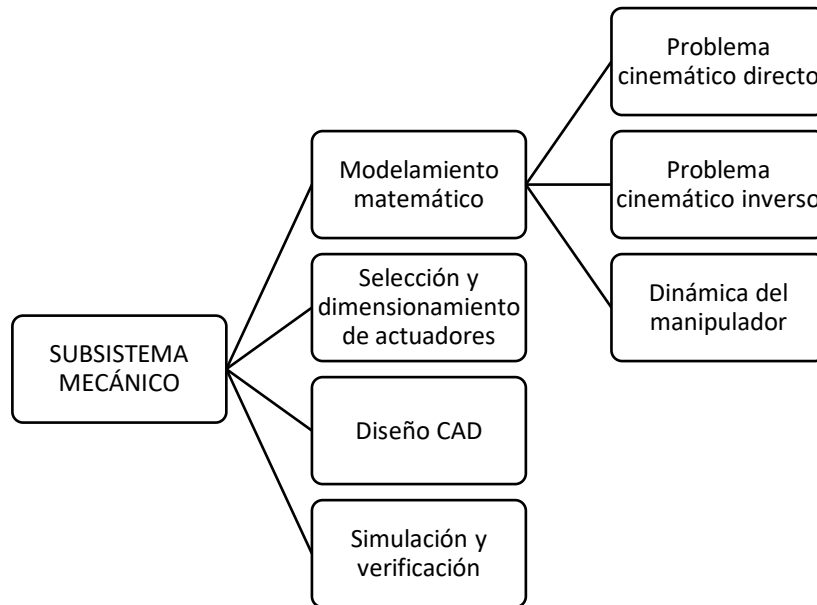 SUBSISTEMA
MECÁNICO
Modelamiento
matemático
Selección y
dimensionamiento
de actuadores
Diseño CAD
Simulación y
verificación
Problema
cinemático directo
Problema
cinemático inverso
Dinámica del
manipulador